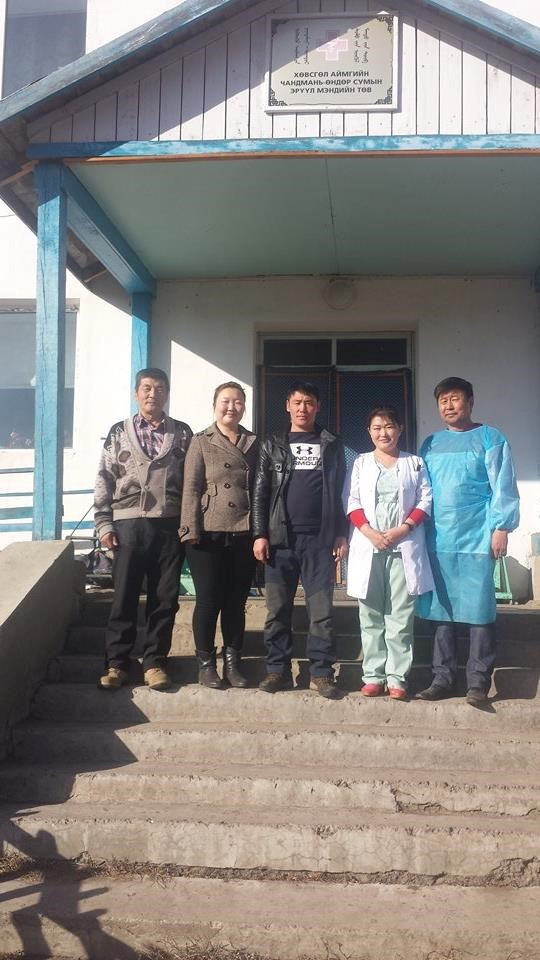 ХӨВСГӨЛ АЙМГИЙН
ЧАНДМАНЬ-ӨНДӨР СУМЫН
ЭРҮҮЛ МЭНДИЙН ТӨВ
UNDER
ARMOUR